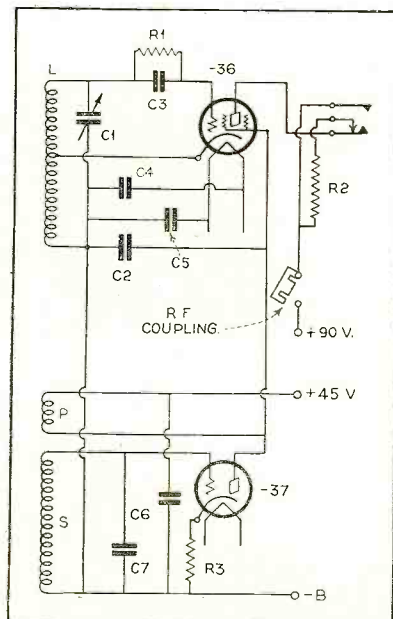 R1
L
-36
C3
C1
R2
C4
C5
C2
R F
COUPLING
+90 V.
+45 V
P
-37
S
C6
C7
R3
-B